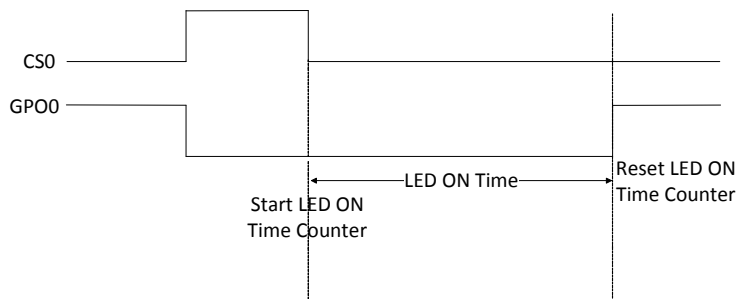 CS0
GPO0
LED ON Time
Start LED ON
Time Counter
Reset LED ON
Time Counter